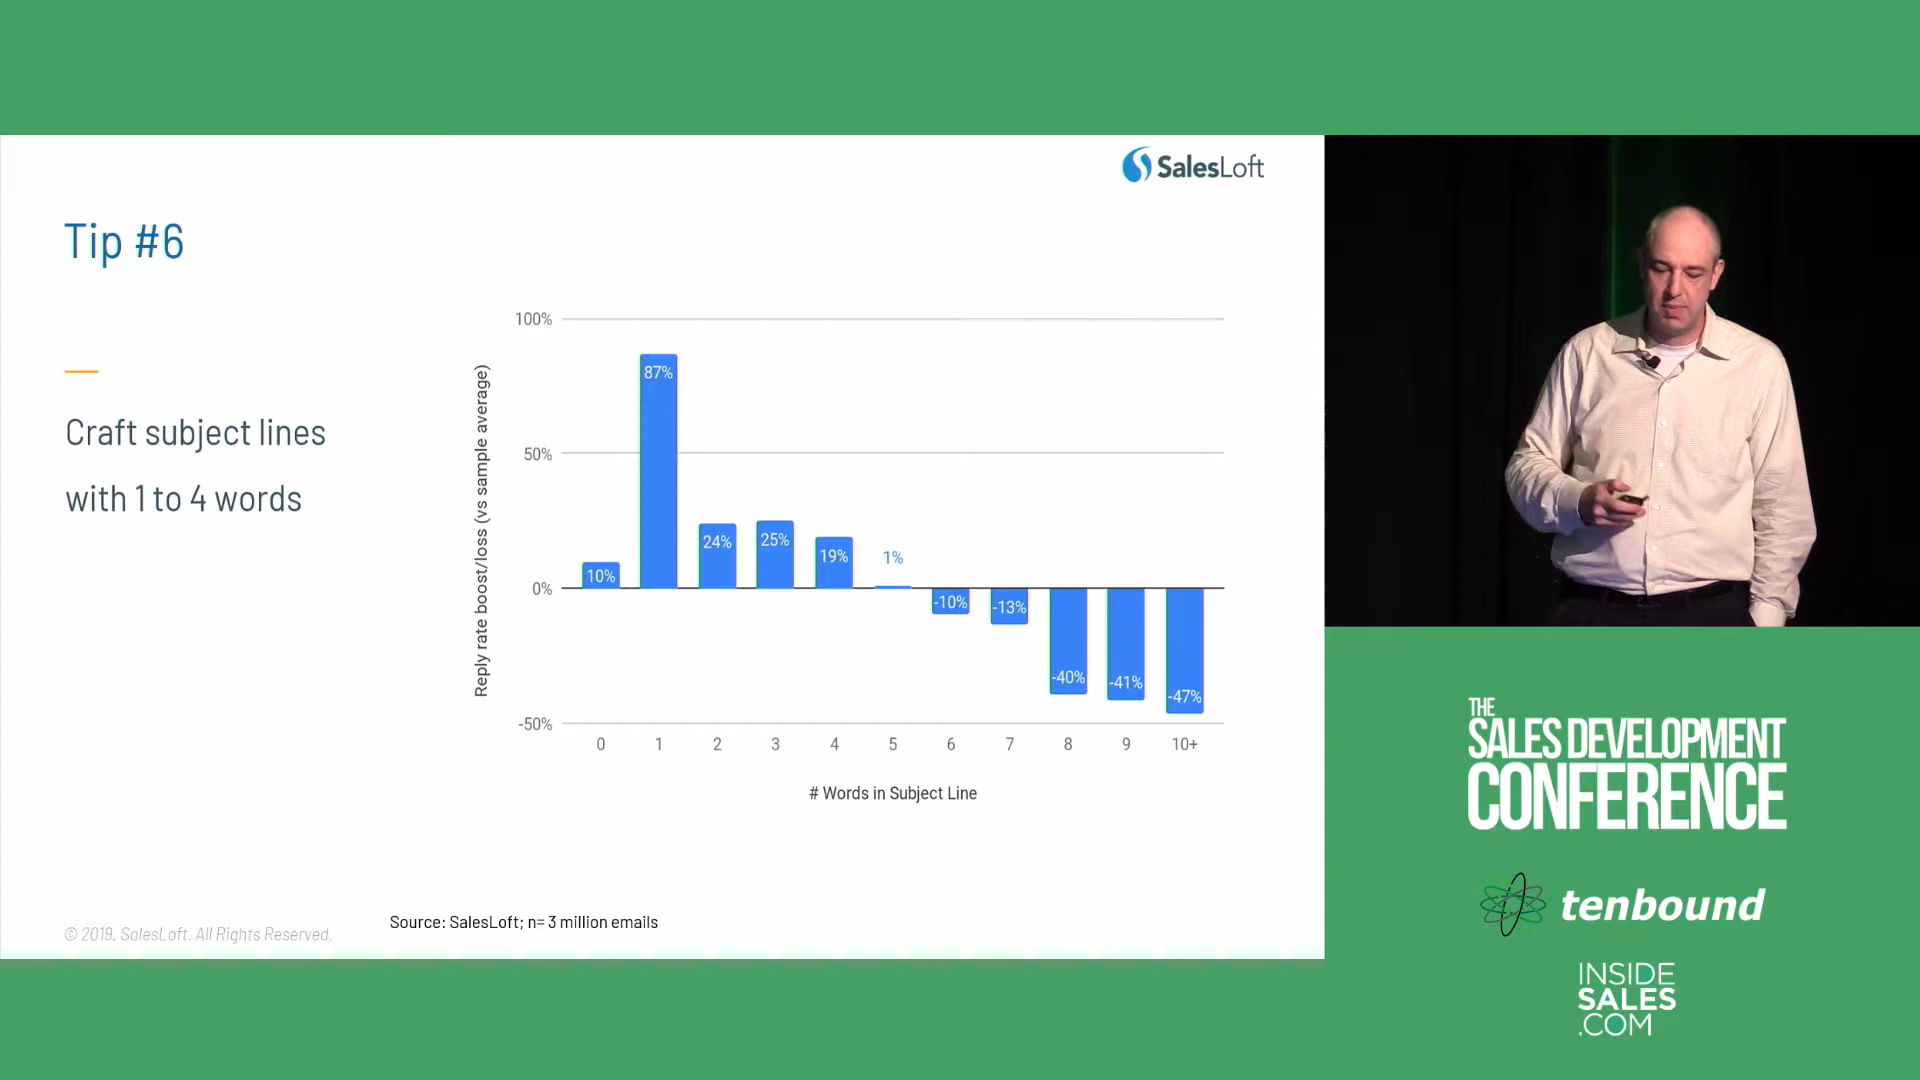 SalesLoft
Tip #6
Craft subject lines
with 1 to 4 words
Reply rate boost/loss (vs sample average)
100%
50%
0%
-50%
10%
87%
24%
25%
19%
1%
-10%
-13%
-40%
-41%
-47%
0 1 2 3 4 5 6 7 8 9 10+
# Words in Subject Line
Source: SalesLoft; n= 3 million emails
© 2019. SalesLoft. All Rights Reserved.
THE
SALES DEVELOPMENT
CONFERENCE
tenbound
INSIDE
SALES
.COM